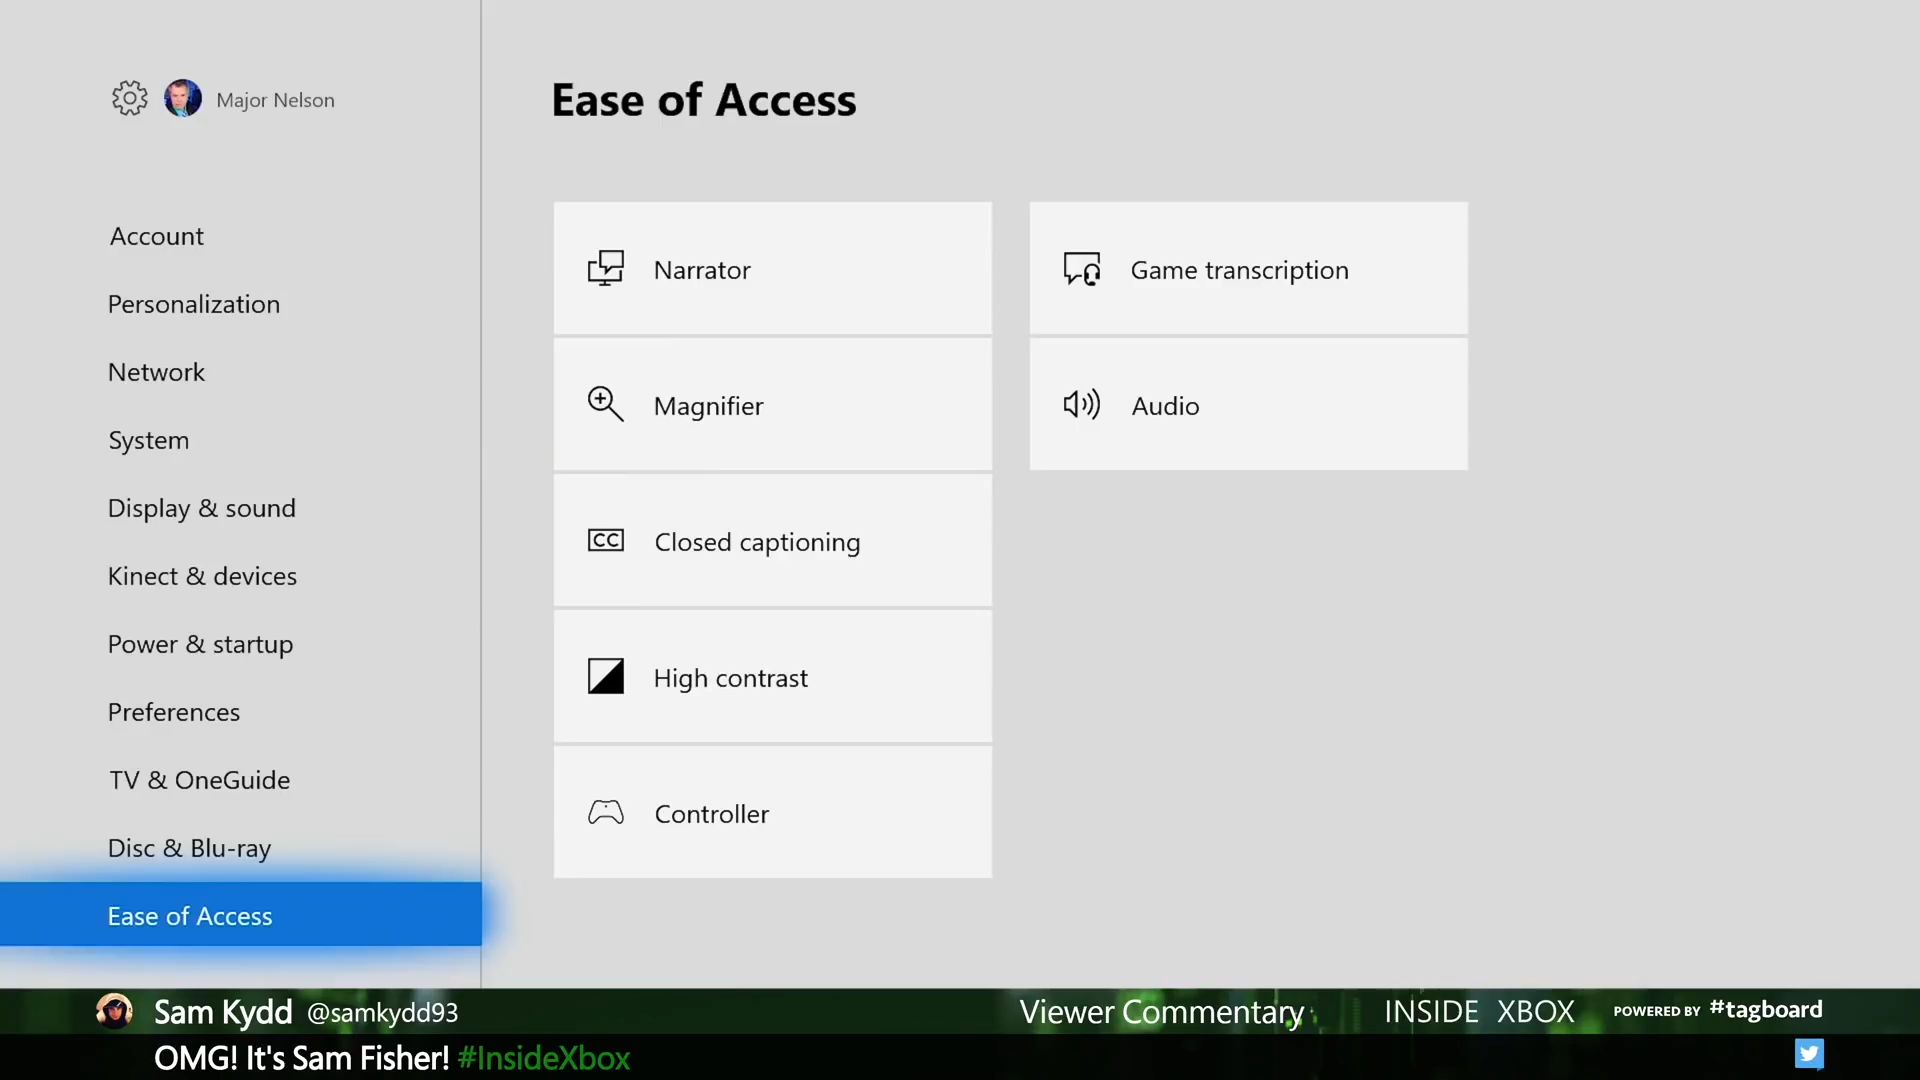 Major Nelson
Account
Personalization
Network
System
Display & sound
Kinect & devices
Power & startup
Preferences
TV & OneGuide
Disc & Blu-ray
Ease of Access
Ease of Access
Narrator
Magnifier
CC Closed captioning
High contrast
Controller
Game transcription
Audio
Sam Kydd @samkydd93
OMG! It's Sam Fisher! #InsideXbox
Viewer Commentary
INSIDE XBOX
POWERED BY #tagboard